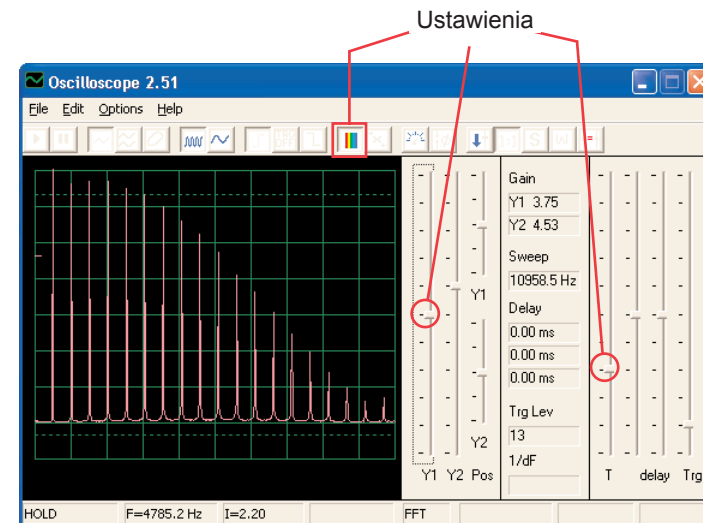 Ustawienia
Oscilloscope 2.51
File Edit Options Help
Gain
Y1 3.75
Y2 4.53
Sweep
10958.5 Hz
Y1
Delay
0.00 ms
0.00 ms
0.00 ms
Trg Lev
13
Y2
1/dF
Y1 Y2 Pos
T delay Trg
HOLD F=4785.2 Hz I=2.20 FFT